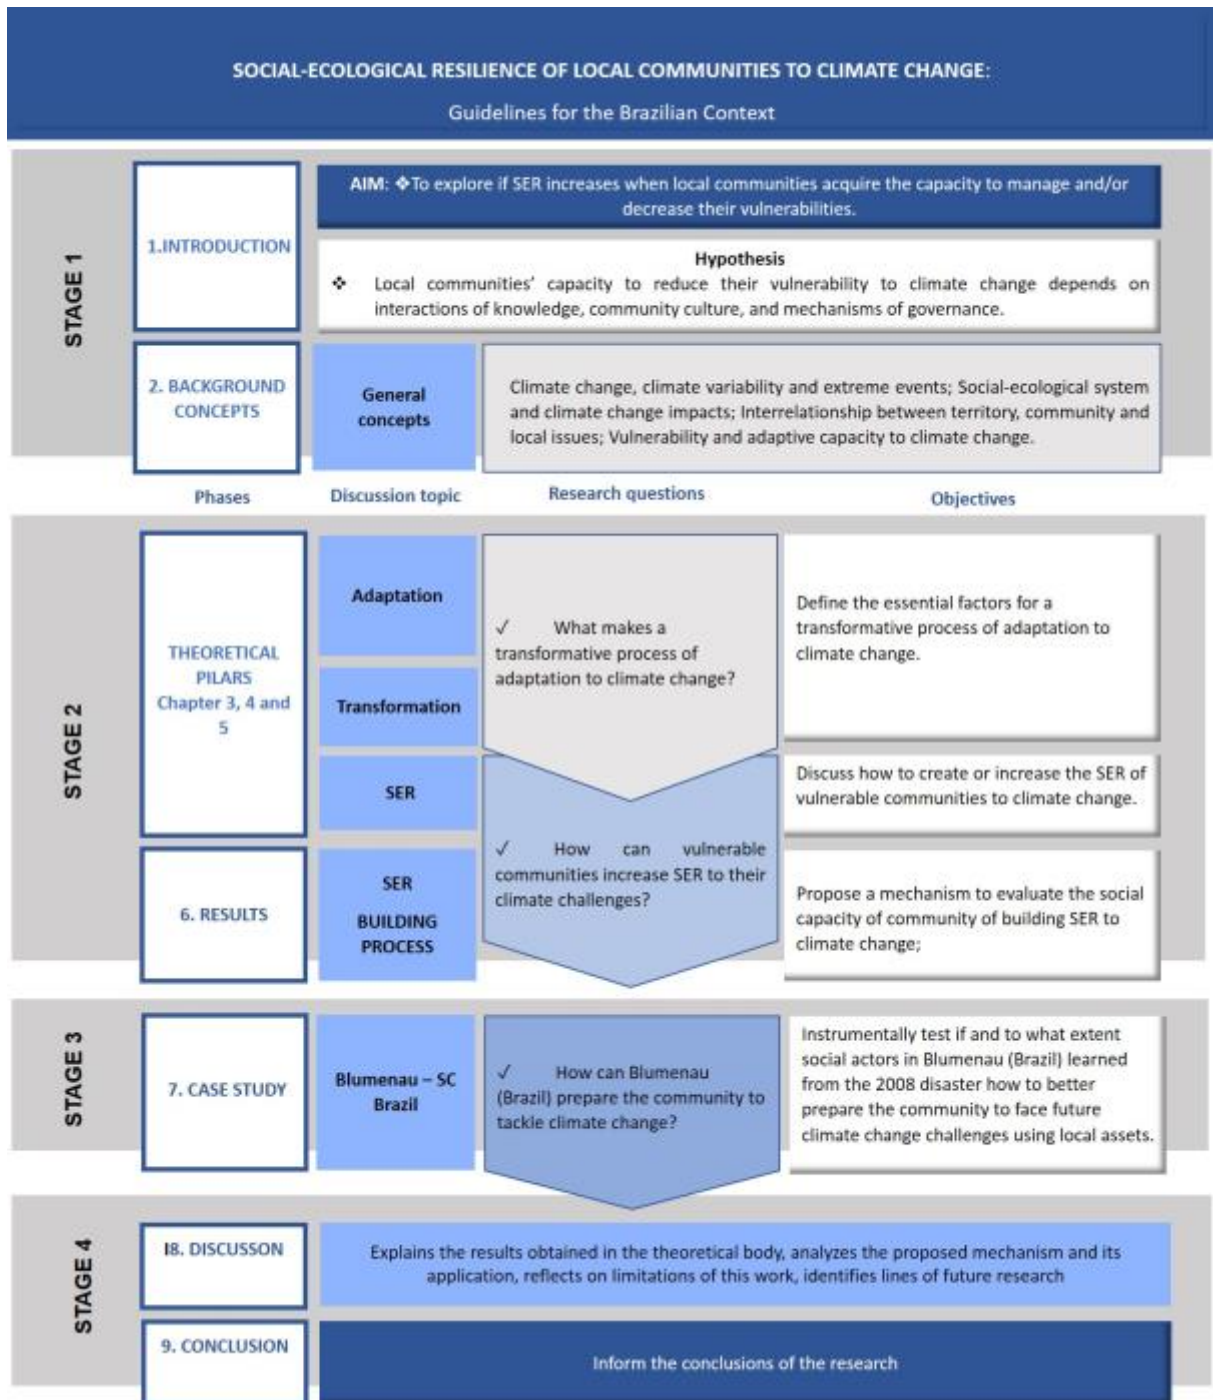 SOCIAL-ECOLOGICAL RESILIENCE OF LOCAL COMMUNITIES TO CLIMATE CHANGE:
Guidelines for the Brazilian Context
STAGE 1
1.INTRODUCTION
AIM: ❖To explore if SER increases when local communities acquire the capacity to manage and/or
decrease their vulnerabilities.
Hypothesis
❖ Local communities’ capacity to reduce their vulnerability to climate change depends on
interactions of knowledge, community culture, and mechanisms of governance.
2. BACKGROUND
CONCEPTS
General
concepts
Climate change, climate variability and extreme events; Social-ecological system
and climate change impacts; Interrelationship between territory, community and
local issues; Vulnerability and adaptive capacity to climate change.
Phases
Discussion topic
Research questions
Objectives
STAGE 2
THEORETICAL
PILARS
Chapter 3, 4 and
5
Adaptation
Transformation
SER
✓ What makes a
transformative process of
adaptation to climate change?
Define the essential factors for a
transformative process of adaptation to
climate change.
Discuss how to create or increase the SER of
vulnerable communities to climate change.
6. RESULTS
SER
BUILDING
PROCESS
✓ How can vulnerable
communities increase SER to their
climate challenges?
Propose a mechanism to evaluate the social
capacity of community of building SER to
climate change;
STAGE 3
7. CASE STUDY
Blumenau – SC
Brazil
✓ How can Blumenau
(Brazil) prepare the community to
tackle climate change?
Instrumentally test if and to what extent
social actors in Blumenau (Brazil) learned
from the 2008 disaster how to better
prepare the community to face future
climate change challenges using local assets.
STAGE 4
I8. DISCUSSON
Explains the results obtained in the theoretical body, analyzes the proposed mechanism and its
application, reflects on limitations of this work, identifies lines of future research
9. CONCLUSION
Inform the conclusions of the research